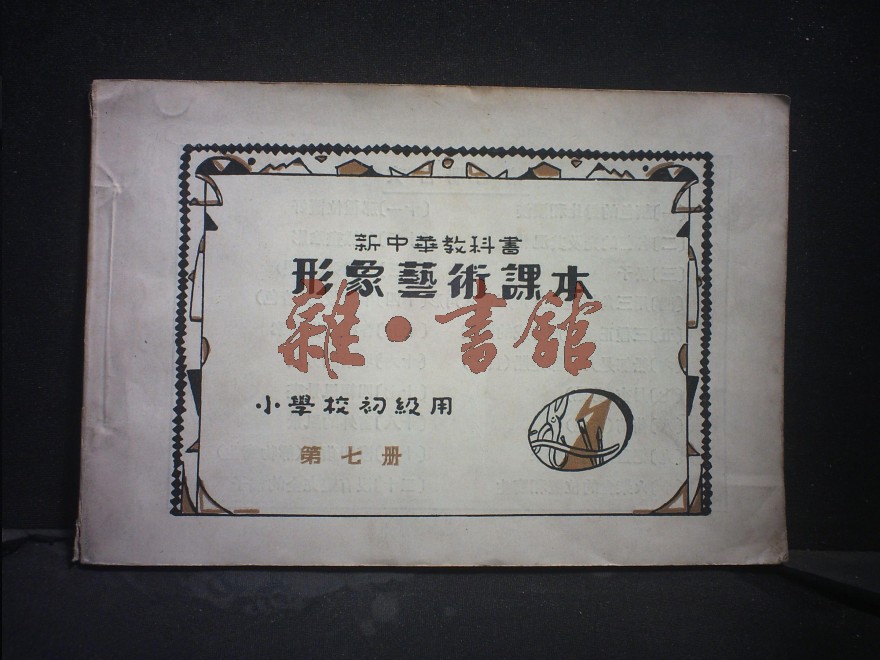 新中華教科書
形象藝術課本
雜·書館
小學校初級用
第七册